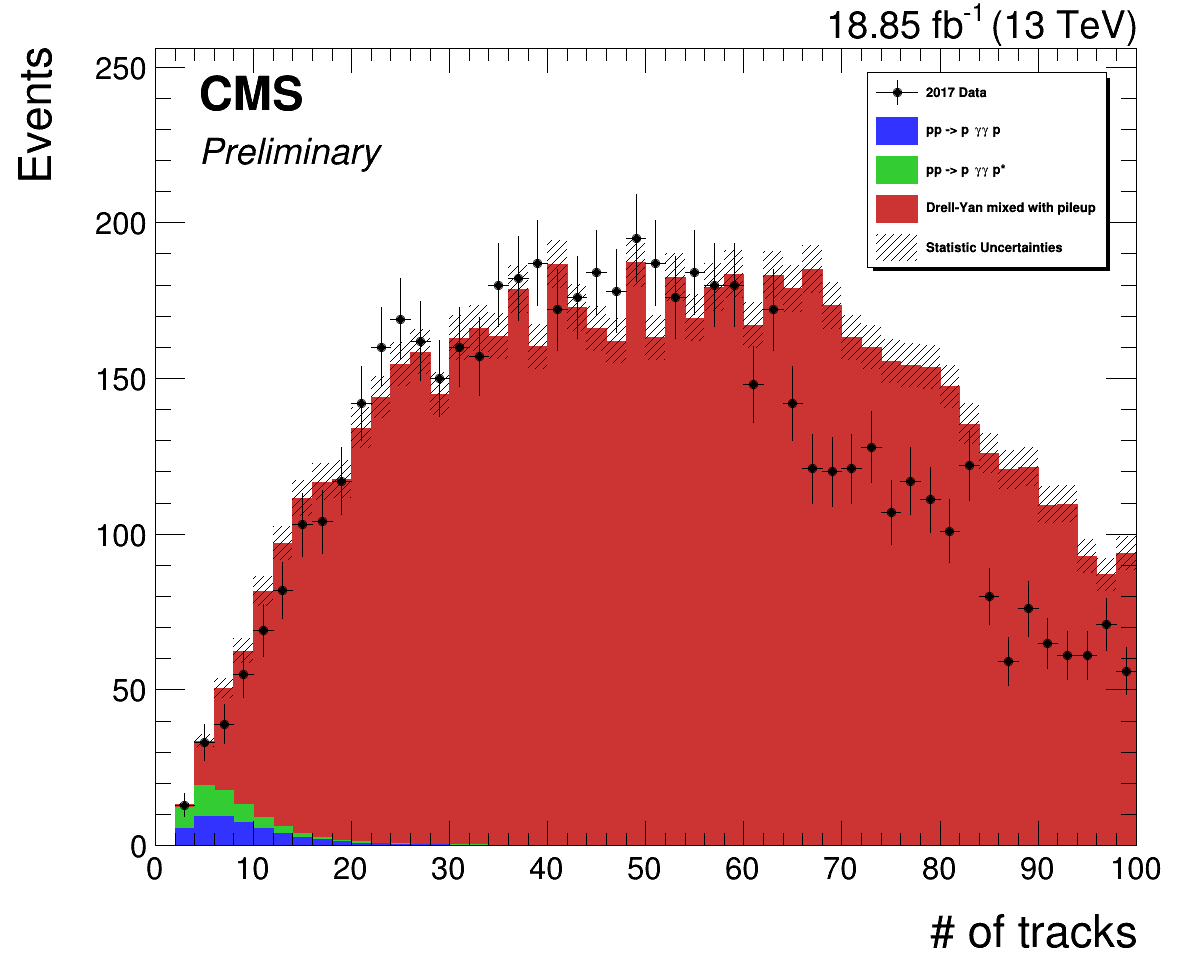 18.85 fb⁻¹ (13 TeV)
Events
CMS
Preliminary
2017 Data
pp -> p γγ p
pp -> p γγ p*
Drell-Yan mixed with pileup
Statistic Uncertainties
250
200
150
100
50
0
0 10 20 30 40 50 60 70 80 90 100
# of tracks